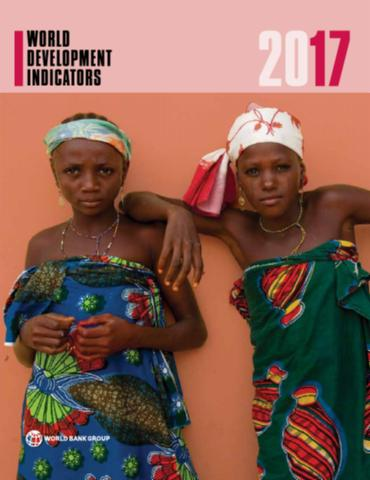 WORLD
DEVELOPMENT
INDICATORS
2017
WORLD BANK GROUP